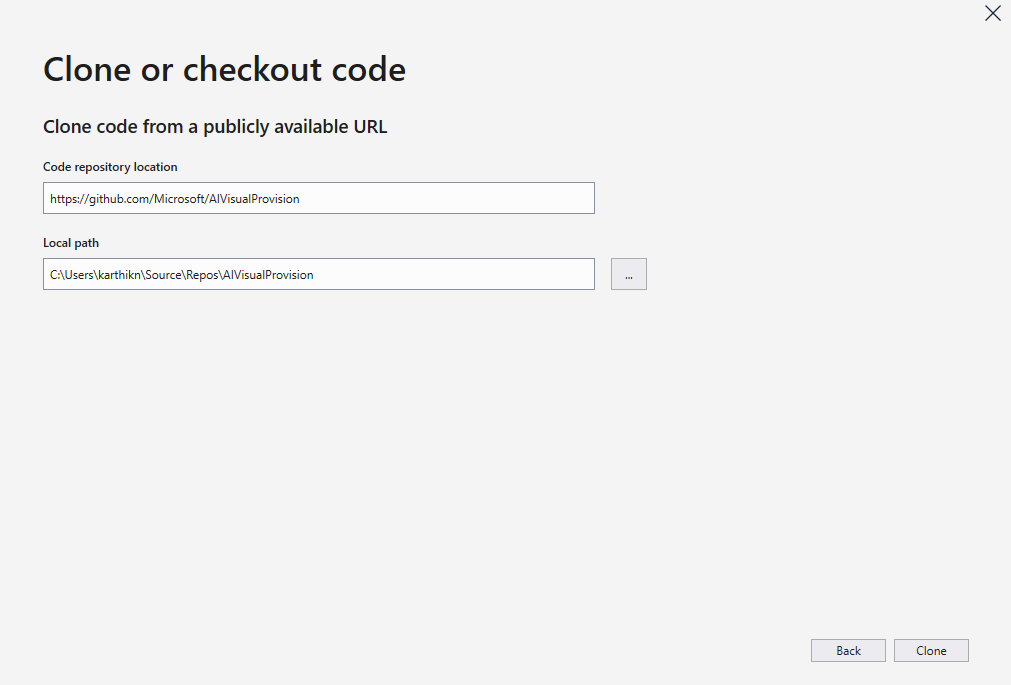 Clone or checkout code
Clone code from a publicly available URL
Code repository location
https://github.com/Microsoft/AIVisualProvision
Local path
C:\Users\karthikn\Source\Repos\AIVisualProvision
...
Back
Clone